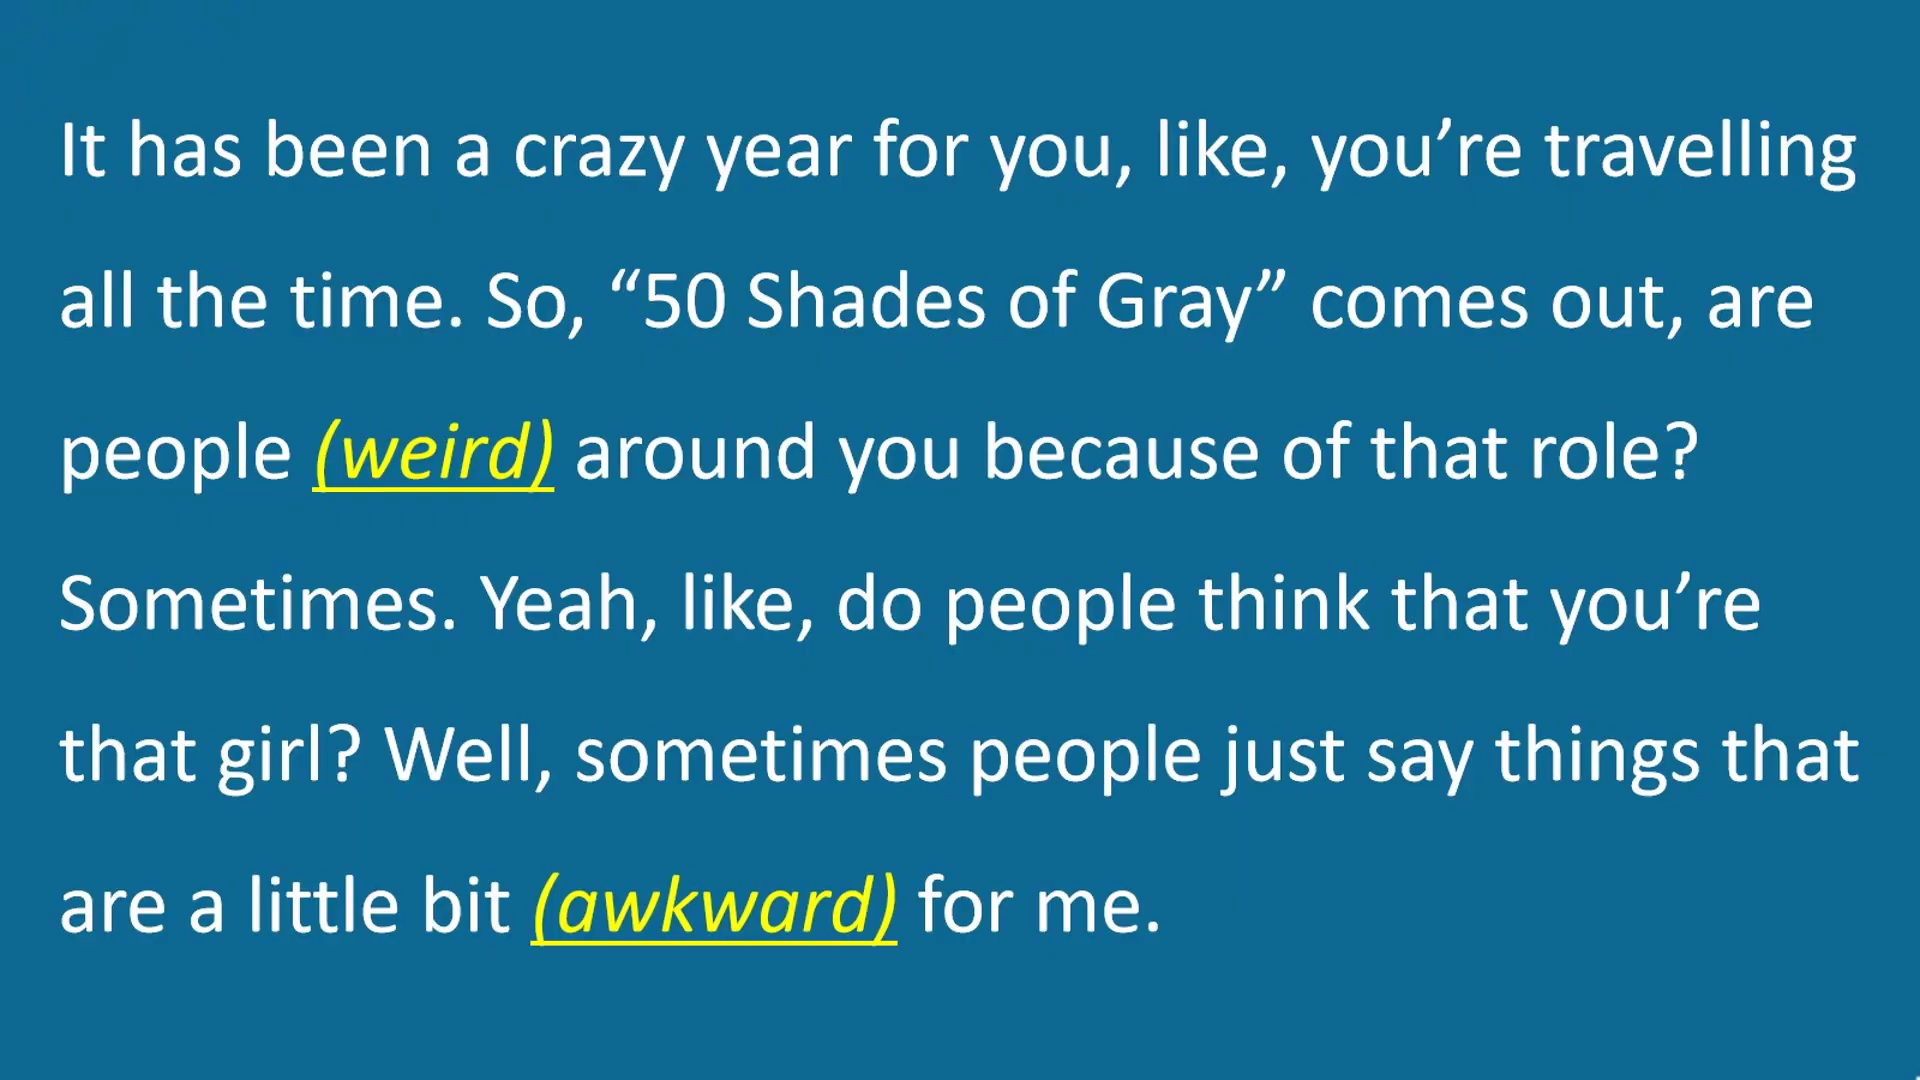 It has been a crazy year for you, like, you’re travelling
all the time. So, “50 Shades of Gray” comes out, are
people (weird) around you because of that role?
Sometimes. Yeah, like, do people think that you’re
that girl? Well, sometimes people just say things that
are a little bit (awkward) for me.